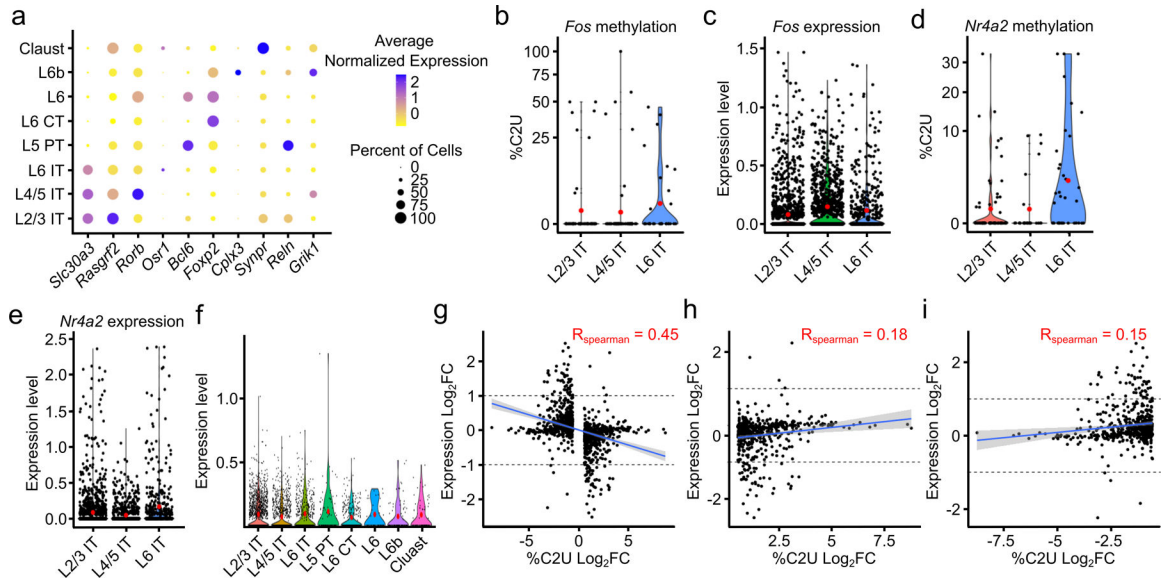 a
Claust
L6b
L6
L6 CT
L5 PT
L6 IT
L4/5 IT
L2/3 IT
Slc30a3
Rasgrf2
Rorb
Osr1
Bcl6
Foxp2
Cplx3
Synpr
Reln
Grik1
Average
Normalized Expression
2
1
0
Percent of Cells
0
25
50
75
100
b
Fos methylation
%C2U
100
75
50
25
0
L2/3 IT
L4/5 IT
L6 IT
c
Fos expression
Expression level
1.5
1.0
0.5
0.0
L2/3 IT
L4/5 IT
L6 IT
d
Nr4a2 methylation
%C2U
30
20
10
0
L2/3 IT
L4/5 IT
L6 IT
e
Nr4a2 expression
Expression level
2.5
2.0
1.5
1.0
0.5
0.0
L2/3 IT
L4/5 IT
L6 IT
f
Expression level
1.0
0.5
L2/3 IT
L4/5 IT
L6 IT
L5 PT
L6 CT
L6
L6b
Cluast
g
Rspearman = 0.45
Expression Log2FC
2
1
0
-1
-2
-5
0
5
%C2U Log2FC
h
Rspearman = 0.18
Expression Log2FC
2
0
-2
2.5
5.0
7.5
%C2U Log2FC
i
Rspearman = 0.15
Expression Log2FC
2
1
0
-1
-2
-7.5
-5.0
-2.5
%C2U Log2FC